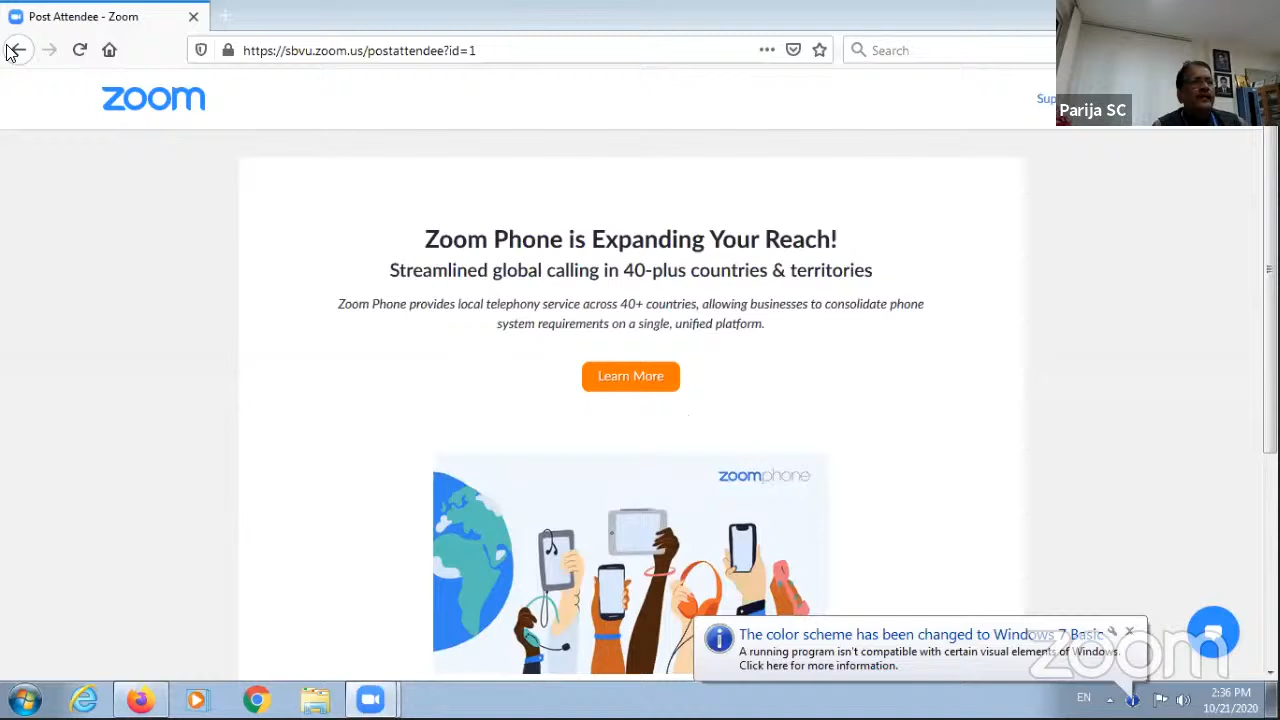 Post Attendee - Zoom
https://sbvu.zoom.us/postattendee?id=1
Search
zoom
Sup
Parija SC
Zoom Phone is Expanding Your Reach!
Streamlined global calling in 40-plus countries & territories
Zoom Phone provides local telephony service across 40+ countries, allowing businesses to consolidate phone
system requirements on a single, unified platform.
Learn More
zoomphone
The color scheme has been changed to Windows 7 Basic
A running program isn't compatible with certain visual elements of Windows.
Click here for more information.
zoom
EN
2:36 PM
10/21/2020